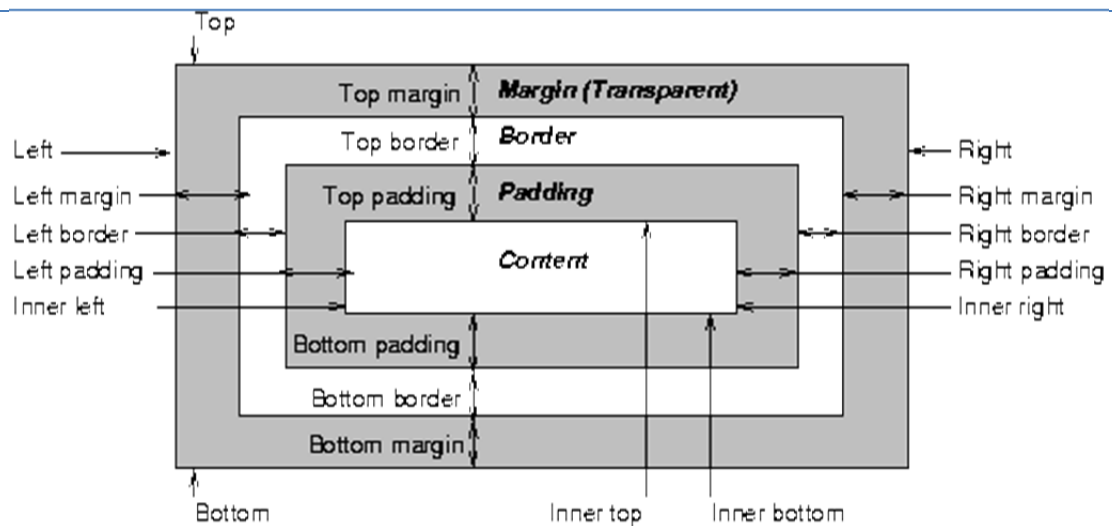 Top
Top margin
Margin (Transparent)
Top border
Border
Left
Right
Left margin
Top padding
Padding
Right margin
Left border
Right border
Content
Left padding
Right padding
Inner left
Inner right
Bottom padding
Bottom border
Bottom margin
Bottom
Inner top
Inner bottom